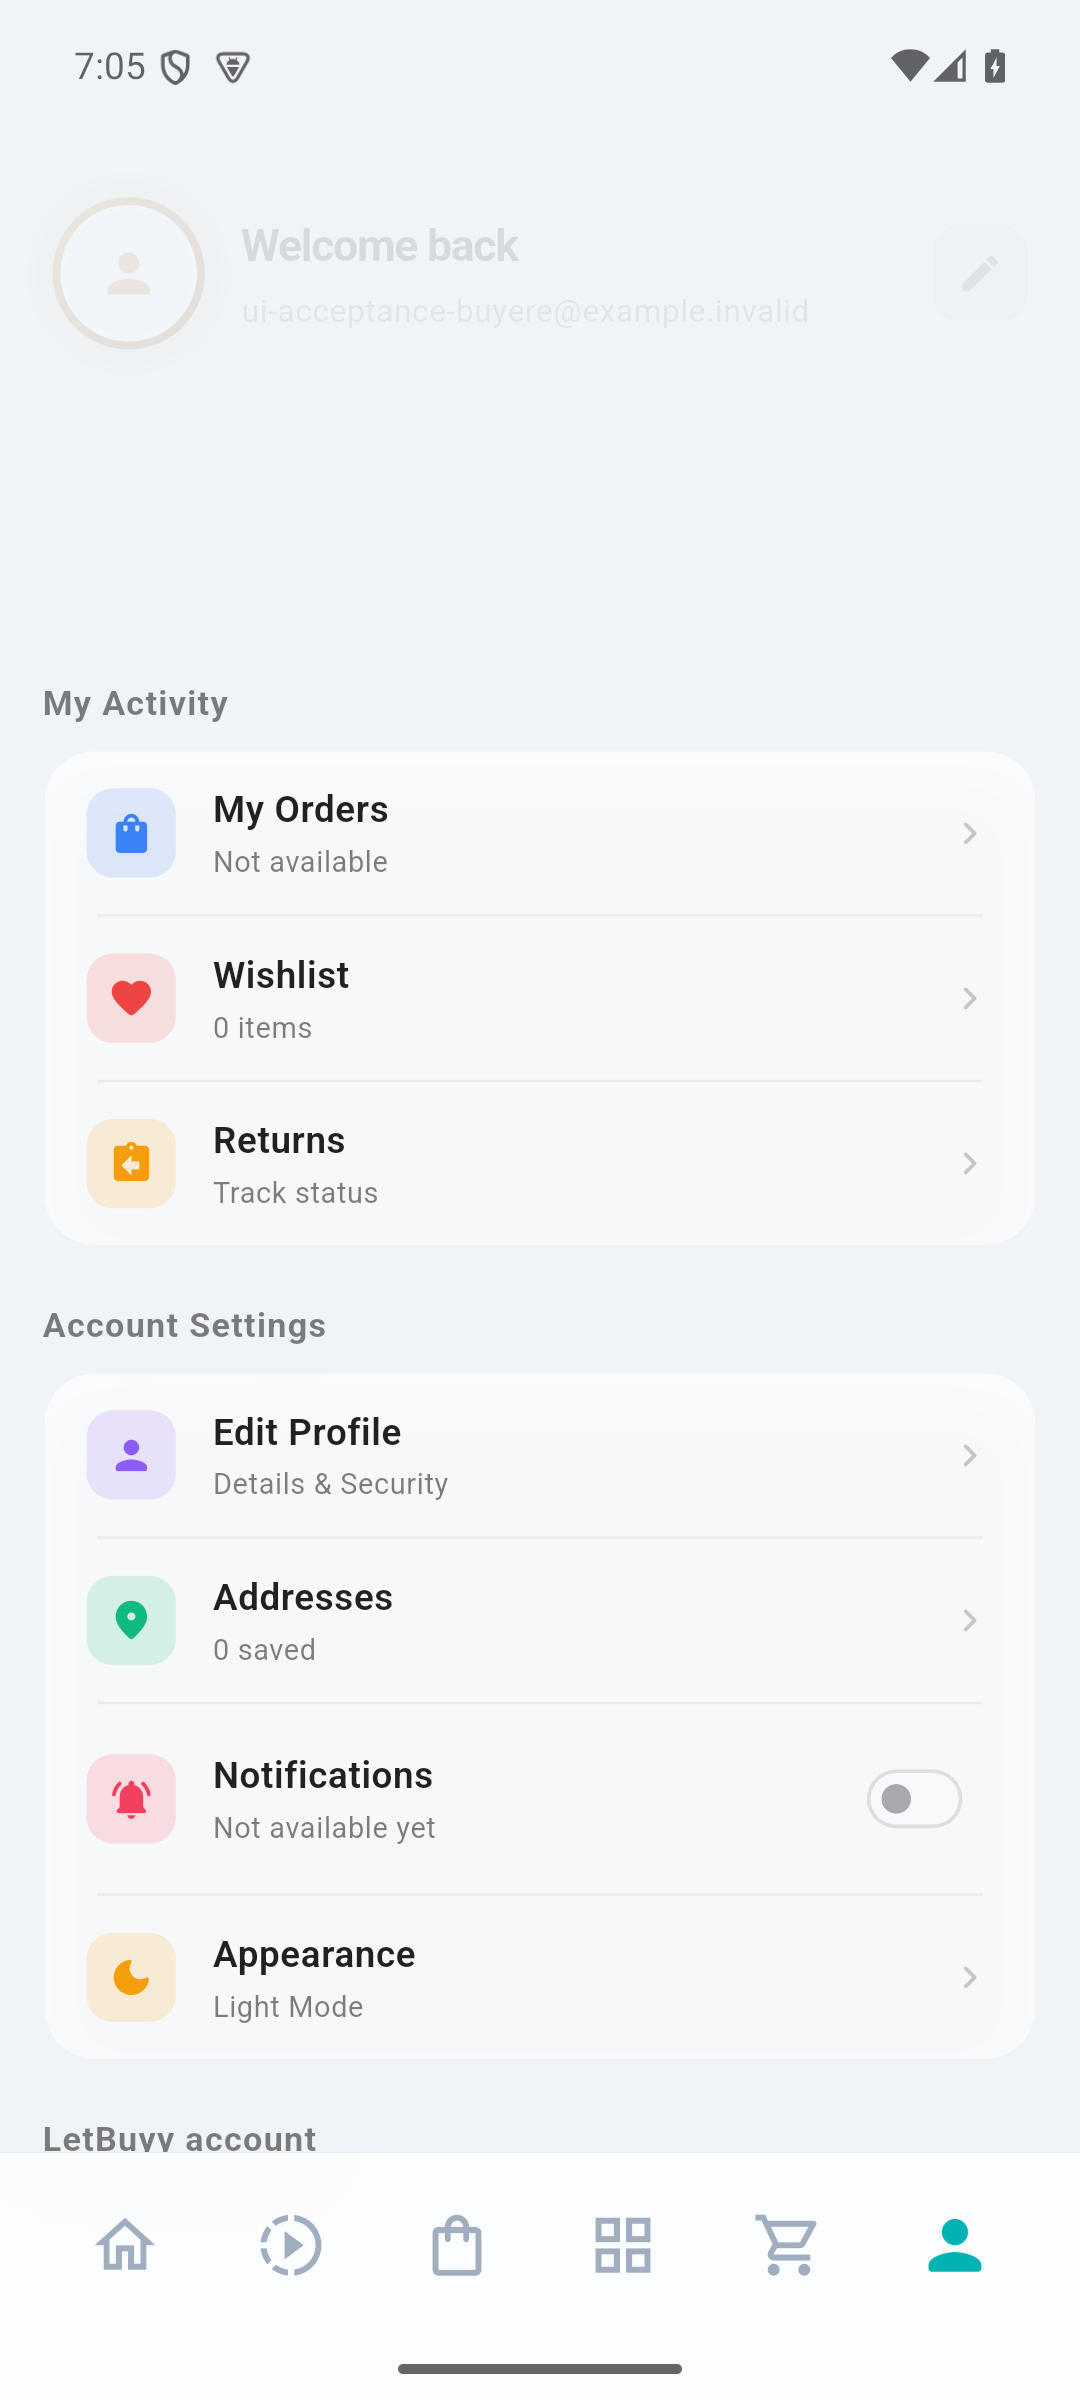 7:05
Welcome back
ui-acceptance-buyere@example.invalid
My Activity
My Orders
Not available
Wishlist
0 items
Returns
Track status
Account Settings
Edit Profile
Details & Security
Addresses
0 saved
Notifications
Not available yet
Appearance
Light Mode
LetBuyy account